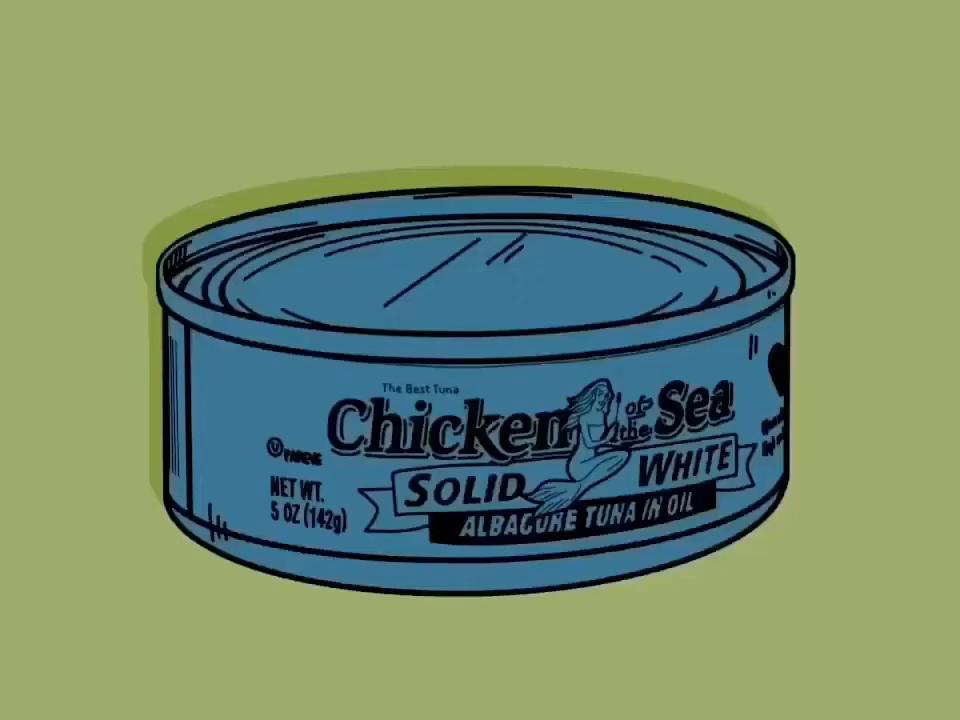 The Best Tuna
Chicken of the Sea
SOLID WHITE
ALBACORE TUNA IN OIL
NET WT.
5 OZ (142g)